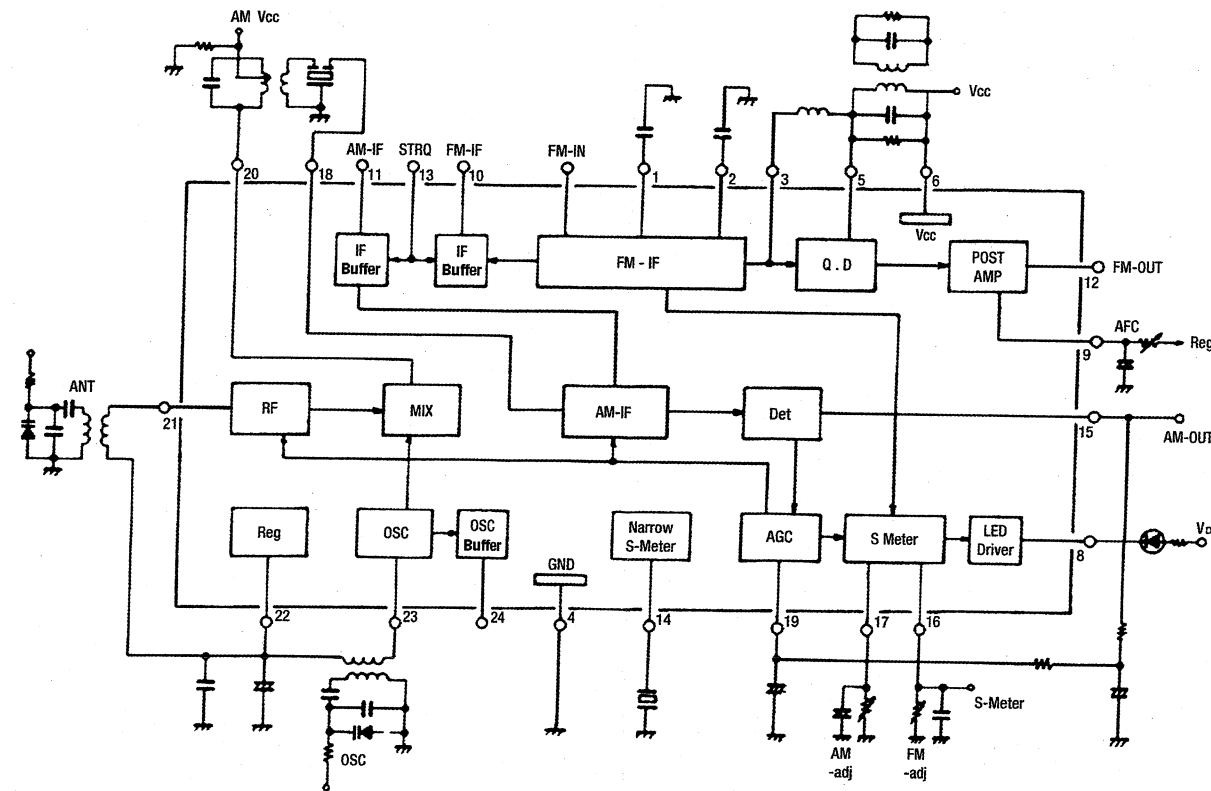 AM Vcc
Vcc
AM-IF STRQ FM-IF FM-IN
20 18 11 13 10 1 2 3 5 6
Vcc
IF
Buffer
IF
Buffer
FM - IF
Q . D
POST
AMP
FM-OUT
12
AFC
9
Reg
ANT
21
RF
MIX
AM-IF
Det
15
AM-OUT
Reg
OSC
OSC
Buffer
Narrow
S-Meter
AGC
S Meter
LED
Driver
8
GND
22 23 24 4 14 19 17 16
S-Meter
OSC
AM
-adj
FM
-adj